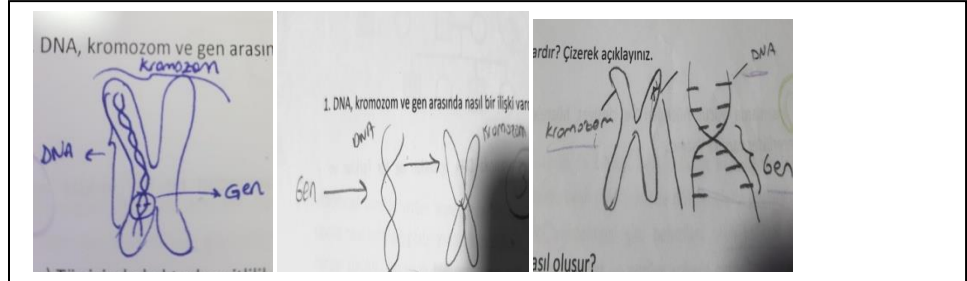 DNA, kromozom ve gen arasın
kromozom
DNA
Gen
1. DNA, kromozom ve gen arasında nasıl bir ilişki var
DNA
kromozom
Gen
ardır? Çizerek açıklayınız.
DNA
kromozom
Gen
asıl oluşur?